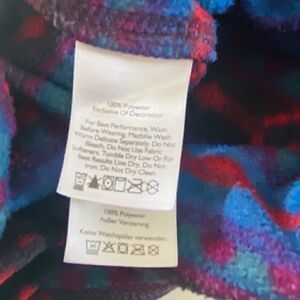 100% Polyester
Exclusive Of Decoration
For Best Performance, Wash
Before Wearing. Machine Wash
Warm Delicate Separately. Do Not
Bleach. Do Not Use Fabric
Softeners. Tumble Dry Low Or For
Best Results Line Dry. Do Not
Iron. Do Not Dry Clean.
100% Polyester
Außer Verzierung
Keine Weichspüler verwenden.